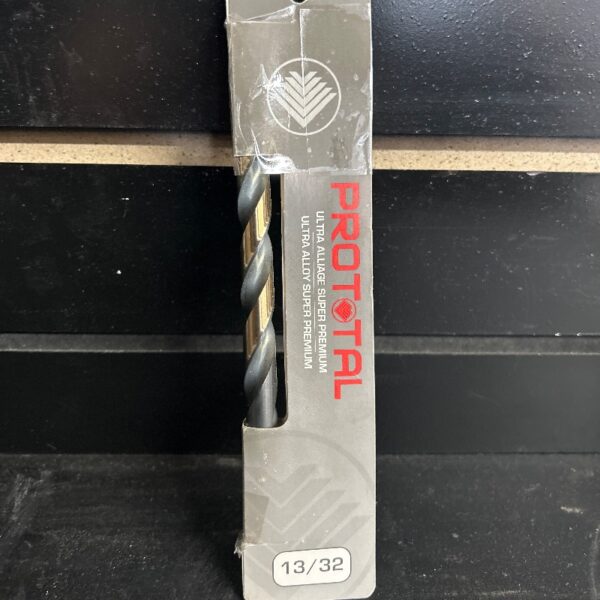 PROTOTAL
ULTRA ALLIAGE SUPER PREMIUM
ULTRA ALLOY SUPER PREMIUM
13/32